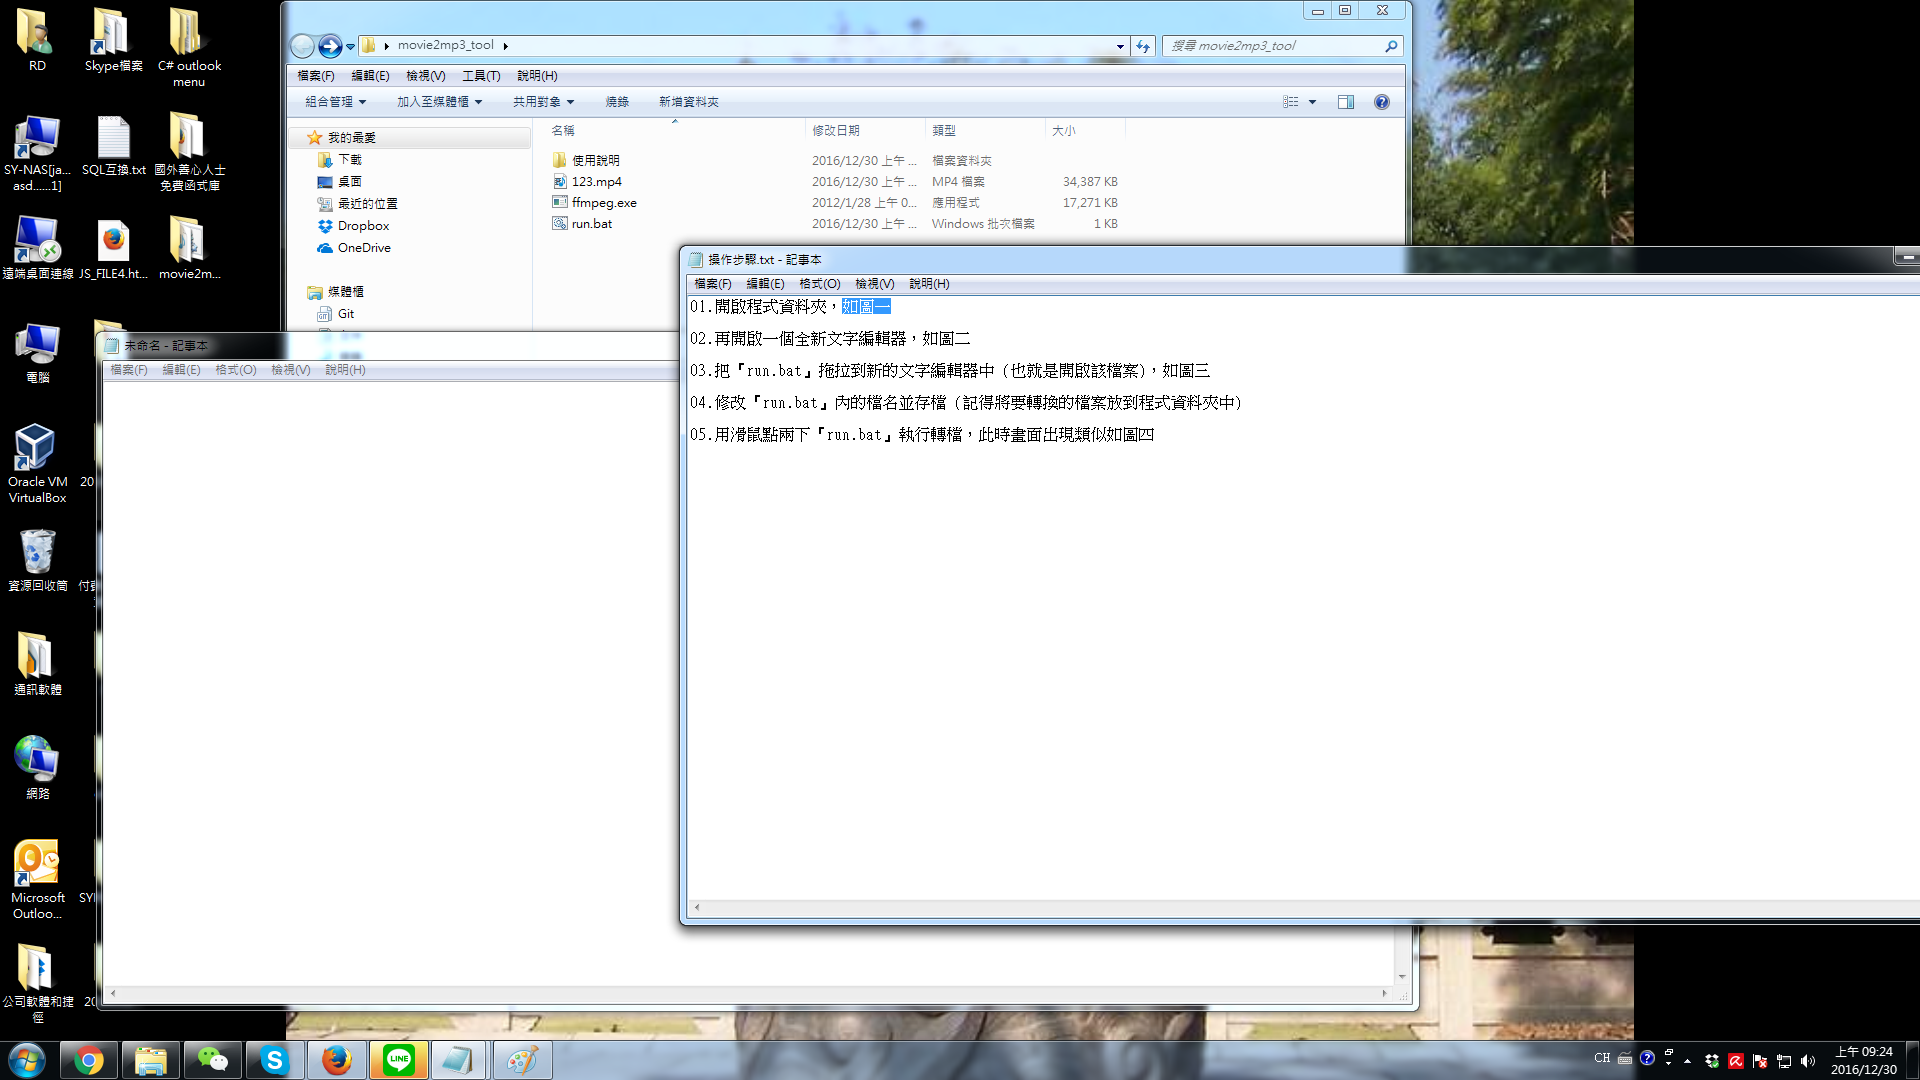 RD
Skype檔案
C# outlook
menu
SY-NAS[ja...
asd......1]
SQL互換.txt
國外善心人士
免費函式庫
遠端桌面連線
JS_FILE4.ht...
movie2m...
電腦
Oracle VM
VirtualBox
20
資源回收筒
通訊軟體
網路
Microsoft
Outloo...
SY
公司軟體和捷
徑
20
movie2mp3_tool
搜尋 movie2mp3_tool
檔案(F) 編輯(E) 檢視(V) 工具(T) 說明(H)
組合管理 加入至媒體櫃 共用對象 燒錄 新增資料夾
我的最愛
下載
桌面
最近的位置
Dropbox
OneDrive
媒體櫃
Git
名稱 修改日期 類型 大小
使用說明 2016/12/30 上午 ... 檔案資料夾
123.mp4 2016/12/30 上午 ... MP4 檔案 34,387 KB
ffmpeg.exe 2012/1/28 上午 0... 應用程式 17,271 KB
run.bat 2016/12/30 上午 ... Windows 批次檔案 1 KB
未命名 - 記事本
檔案(F) 編輯(E) 格式(O) 檢視(V) 說明(H)
操作步驟.txt - 記事本
檔案(F) 編輯(E) 格式(O) 檢視(V) 說明(H)
01.開啟程式資料夾，如圖一
02.再開啟一個全新文字編輯器，如圖二
03.把『run.bat』拖拉到新的文字編輯器中（也就是開啟該檔案），如圖三
04.修改『run.bat』內的檔名並存檔（記得將要轉換的檔案放到程式資料夾中）
05.用滑鼠點兩下『run.bat』執行轉檔，此時畫面出現類似如圖四
LINE
CH
上午 09:24
2016/12/30